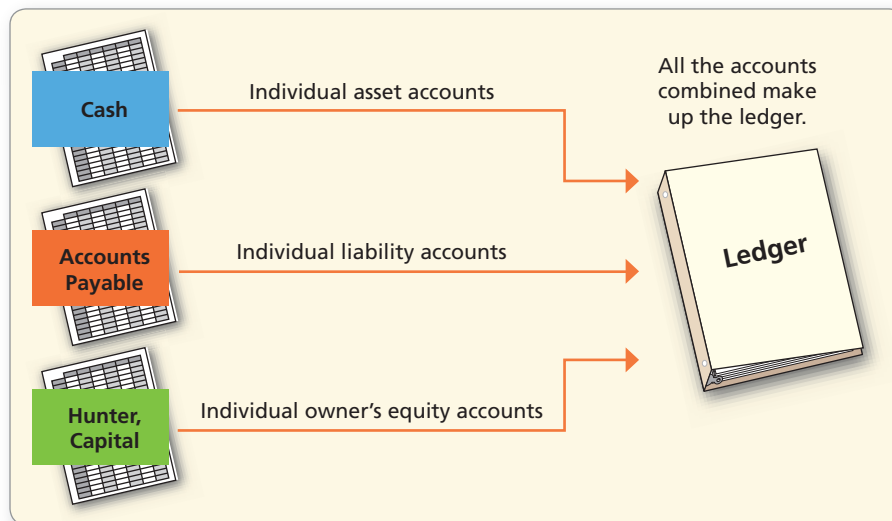 Cash
Individual asset accounts
All the accounts
combined make
up the ledger.
Accounts
Payable
Individual liability accounts
Ledger
Hunter,
Capital
Individual owner's equity accounts